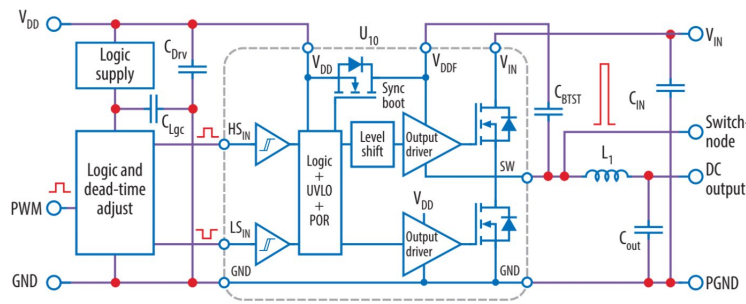 VDD
Logic
supply
CDrv
CLgc
Logic and
dead-time
adjust
PWM
GND
U10
VDD
VDDF
VIN
Sync
boot
HSIN
Logic
+
UVLO
+
POR
Level
shift
Output
driver
SW
LSIN
VDD
Output
driver
GND
GND
CBTST
CIN
VIN
Switch-
node
L1
DC
output
Cout
PGND